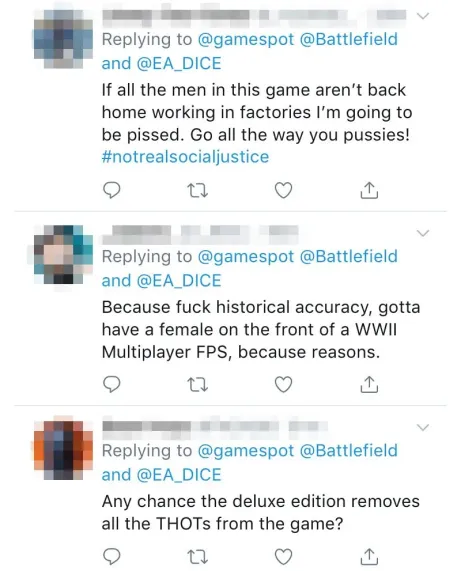 Replying to @gamespot @Battlefield
and @EA_DICE
If all the men in this game aren’t back
home working in factories I’m going to
be pissed. Go all the way you pussies!
#notrealsocialjustice
Replying to @gamespot @Battlefield
and @EA_DICE
Because fuck historical accuracy, gotta
have a female on the front of a WWII
Multiplayer FPS, because reasons.
Replying to @gamespot @Battlefield
and @EA_DICE
Any chance the deluxe edition removes
all the THOTs from the game?